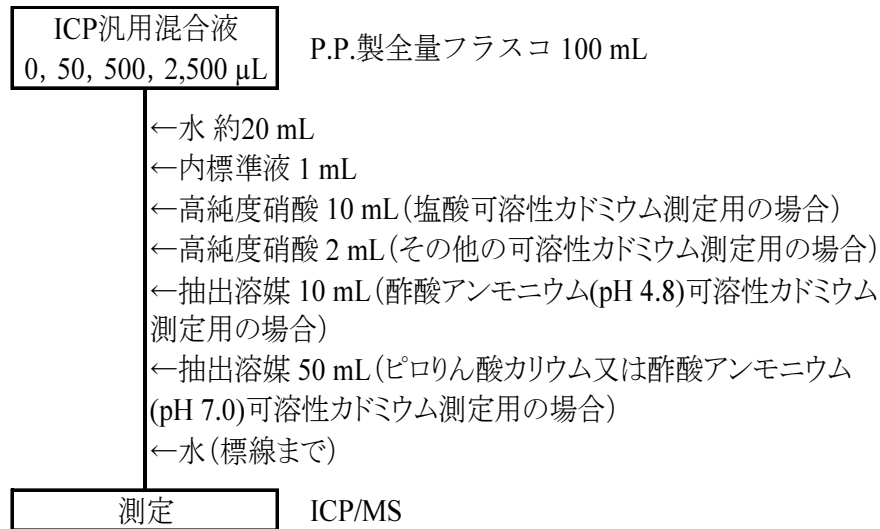 ICP汎用混合液
0, 50, 500, 2,500 µL
P.P.製全量フラスコ 100 mL
←水 約20 mL
←内標準液 1 mL
←高純度硝酸 10 mL(塩酸可溶性カドミウム測定用の場合)
←高純度硝酸 2 mL(その他の可溶性カドミウム測定用の場合)
←抽出溶媒 10 mL(酢酸アンモニウム(pH 4.8)可溶性カドミウム
測定用の場合)
←抽出溶媒 50 mL(ピロりん酸カリウム又は酢酸アンモニウム
(pH 7.0)可溶性カドミウム測定用の場合)
←水(標線まで)
測定
ICP/MS